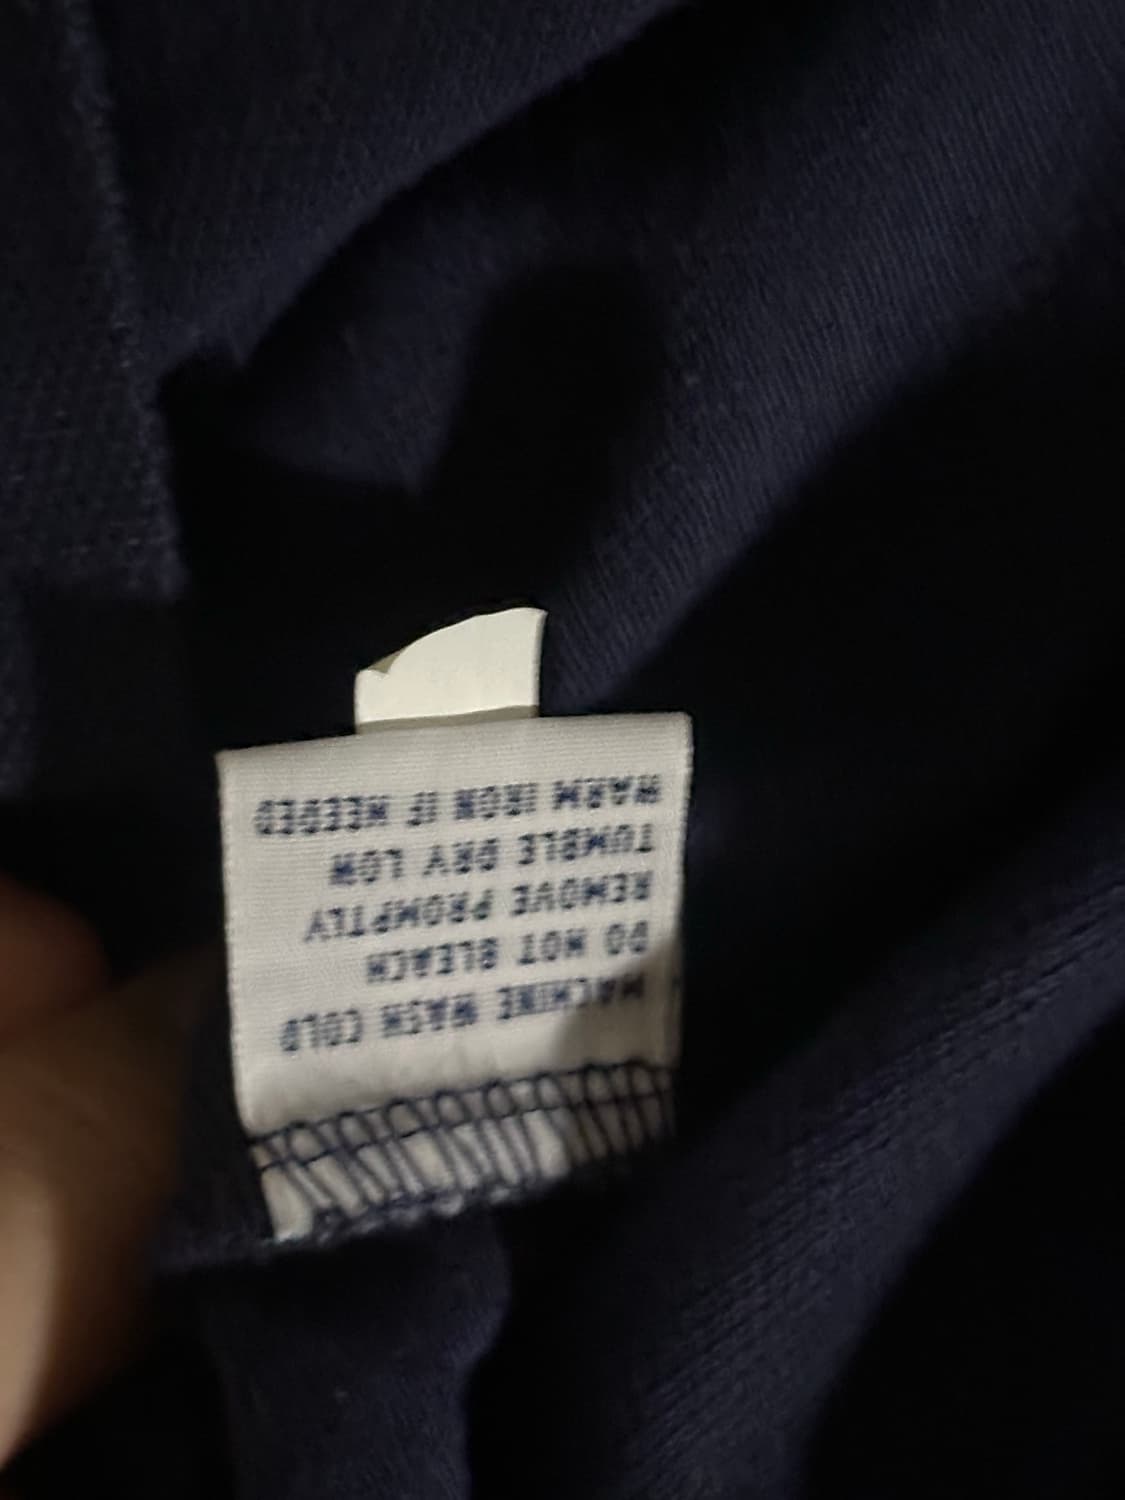 MACHINE WASH COLD
DO NOT BLEACH
REMOVE PROMPTLY
TUMBLE DRY LOW
WARM IRON IF NEEDED